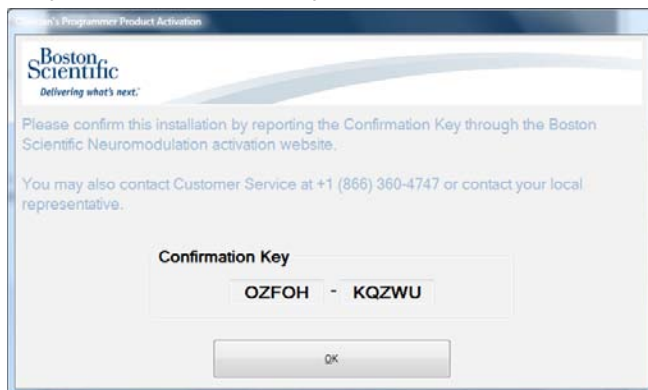 Clinician's Programmer Product Activation
Boston
Scientific
Delivering what's next.™
Please confirm this installation by reporting the Confirmation Key through the Boston
Scientific Neuromodulation activation website.
You may also contact Customer Service at +1 (866) 360-4747 or contact your local
representative.
Confirmation Key
OZFOH - KQZWU
OK